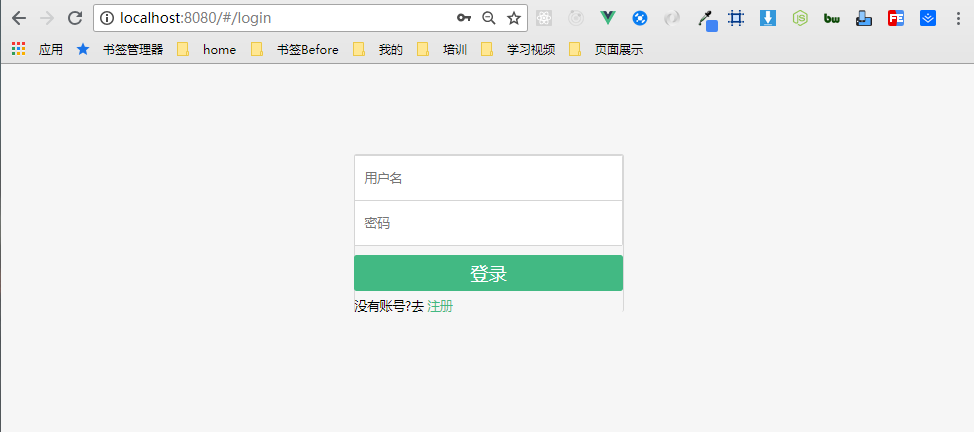 localhost:8080/#/login
应用 书签管理器 home 书签Before 我的 培训 学习视频 页面展示
用户名
密码
登录
没有账号?去 注册